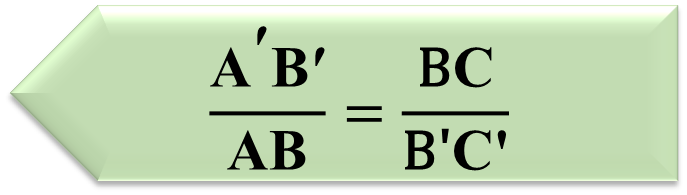 A'B' / AB = BC / B'C'